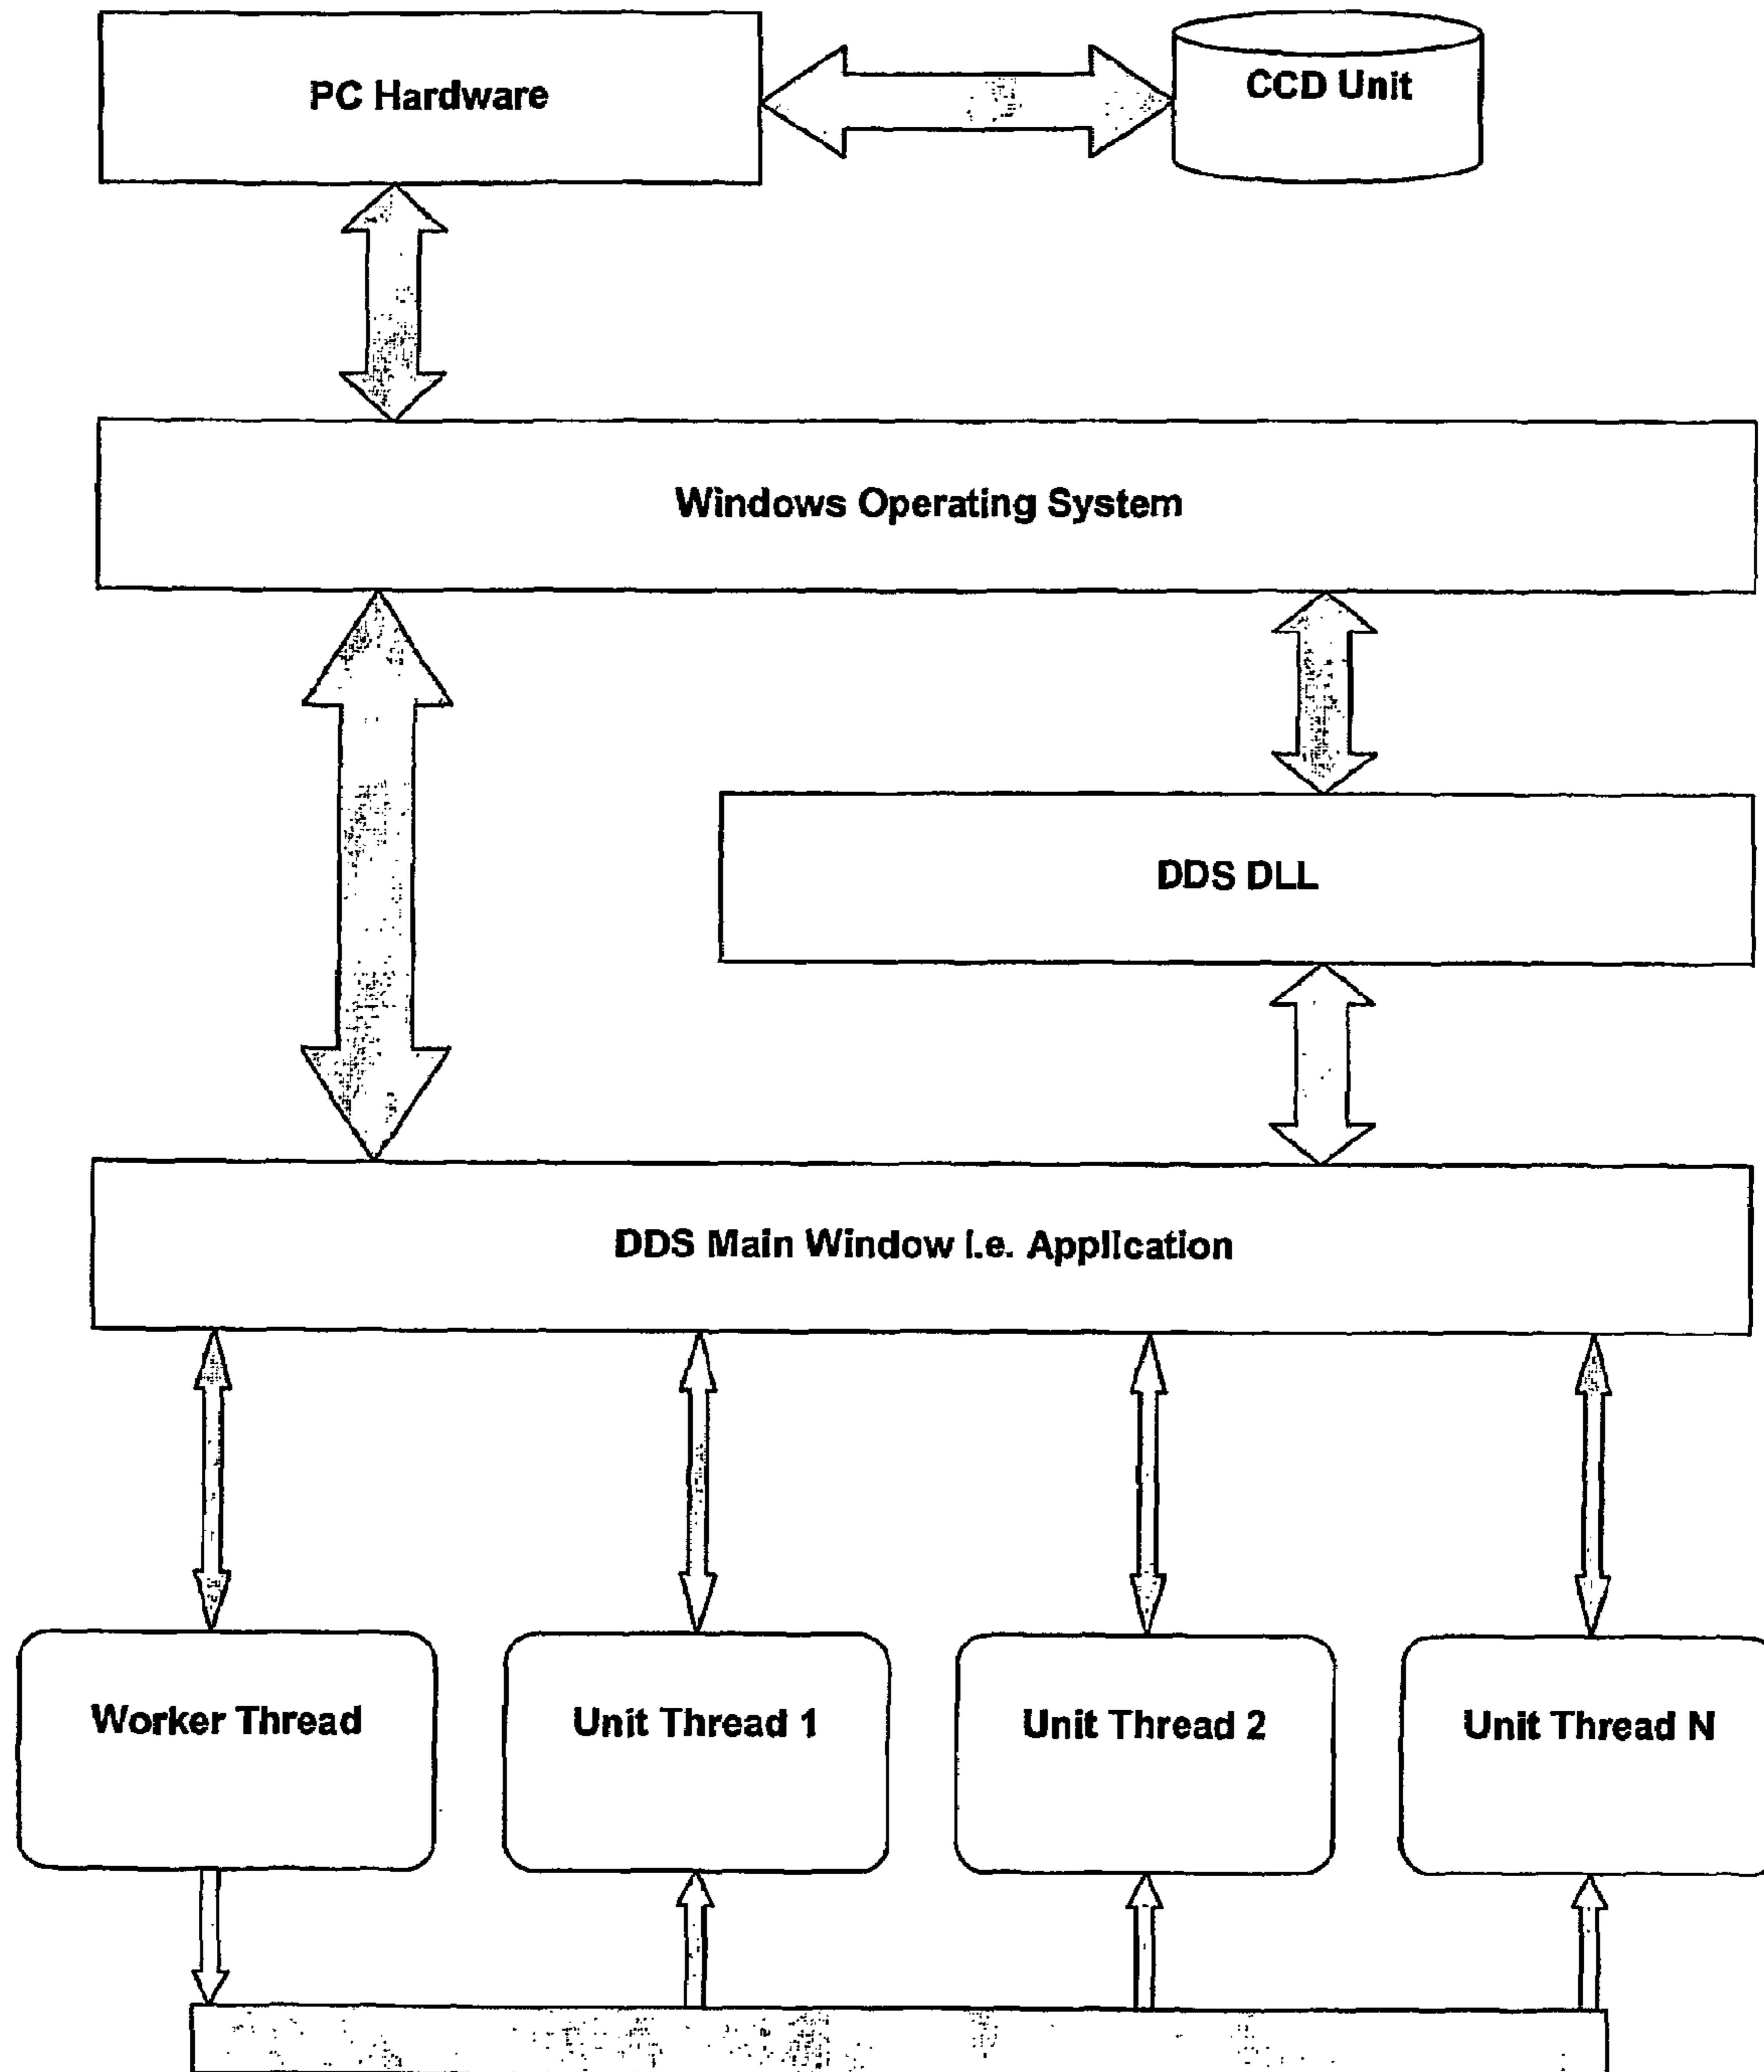 PC Hardware
CCD Unit
Windows Operating System
DDS DLL
DDS Main Window i.e. Application
Worker Thread
Unit Thread 1
Unit Thread 2
Unit Thread N